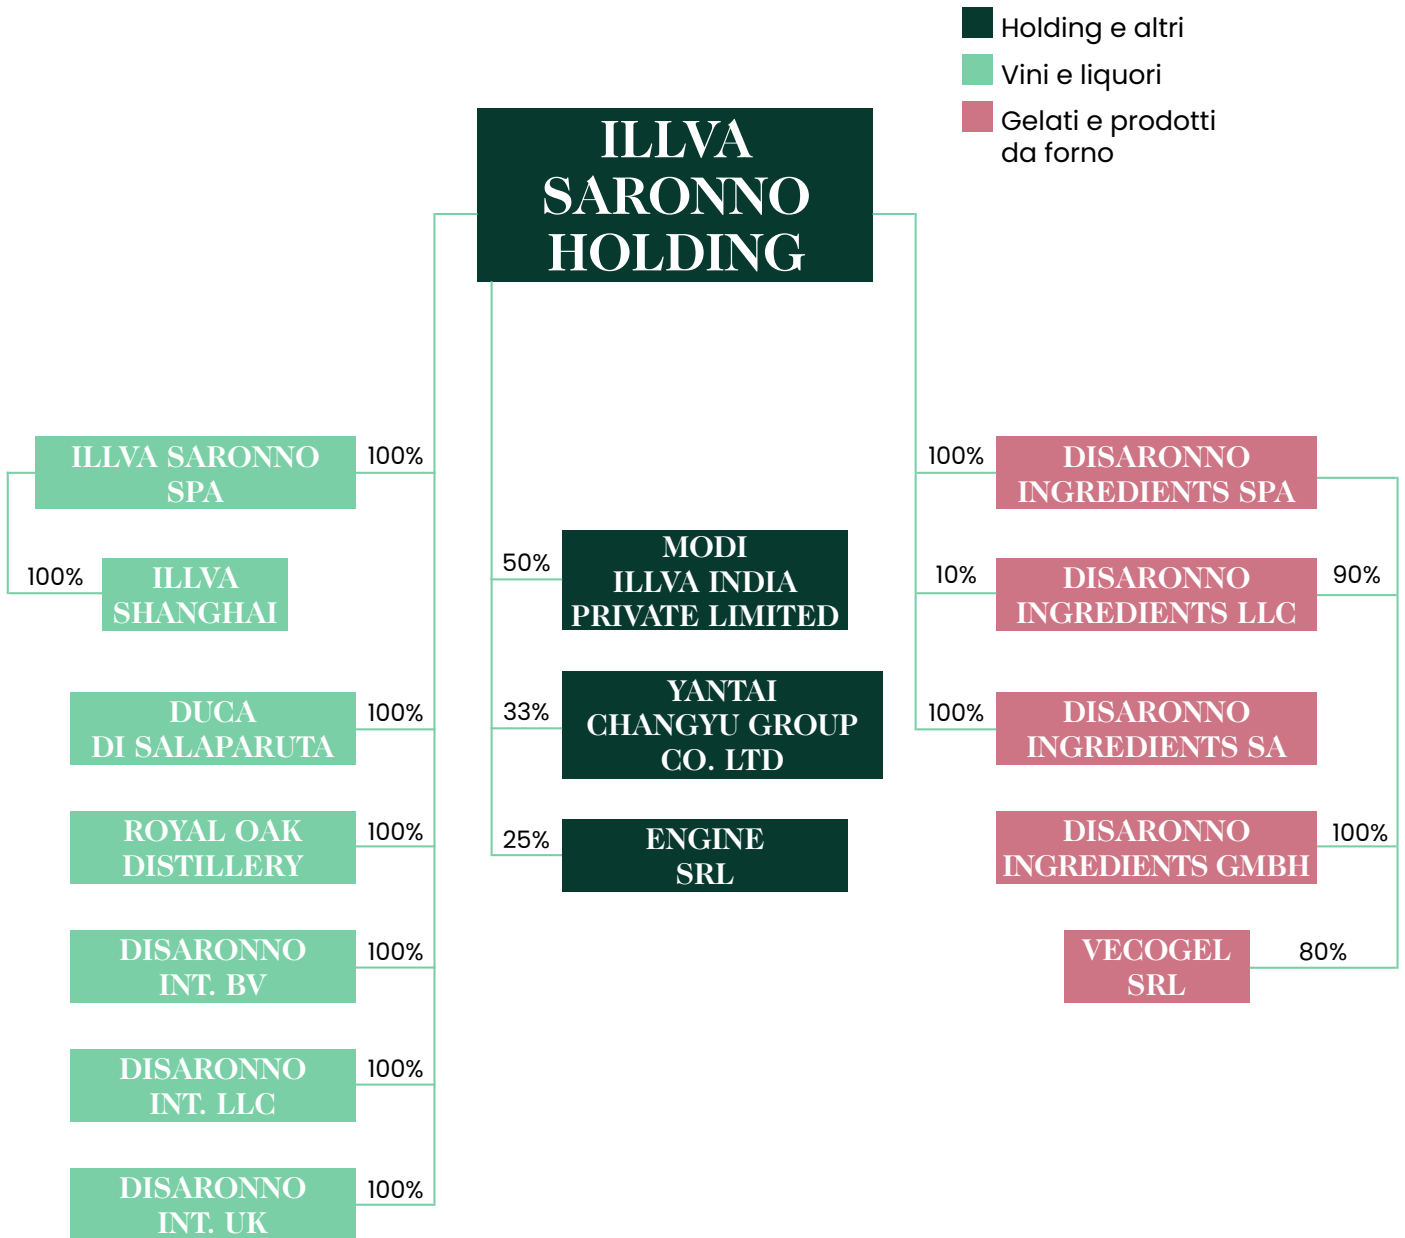 Holding e altri
Vini e liquori
Gelati e prodotti
da forno
ILLVA
SARONNO
HOLDING
ILLVA SARONNO
SPA
100%
100%
ILLVA
SHANGHAI
DUCA
DI SALAPARUTA
100%
ROYAL OAK
DISTILLERY
100%
DISARONNO
INT. BV
100%
DISARONNO
INT. LLC
100%
DISARONNO
INT. UK
100%
50%
MODI
ILLVA INDIA
PRIVATE LIMITED
33%
YANTAI
CHANGYU GROUP
CO. LTD
25%
ENGINE
SRL
100%
DISARONNO
INGREDIENTS SPA
10%
DISARONNO
INGREDIENTS LLC
90%
100%
DISARONNO
INGREDIENTS SA
DISARONNO
INGREDIENTS GMBH
100%
VECOGEL
SRL
80%